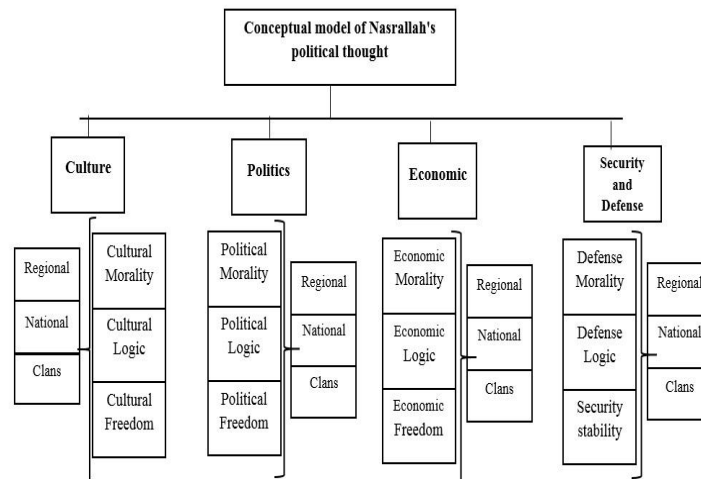 Conceptual model of Nasrallah's
political thought
Culture
Politics
Economic
Security
and
Defense
Regional
National
Clans
Cultural
Morality
Cultural
Logic
Cultural
Freedom
Political
Morality
Political
Logic
Political
Freedom
Regional
National
Clans
Economic
Morality
Economic
Logic
Economic
Freedom
Regional
National
Clans
Defense
Morality
Defense
Logic
Security
stability
Regional
National
Clans